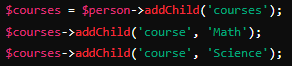 $courses = $person->addChild('courses');
$courses->addChild('course', 'Math');
$courses->addChild('course', 'Science');